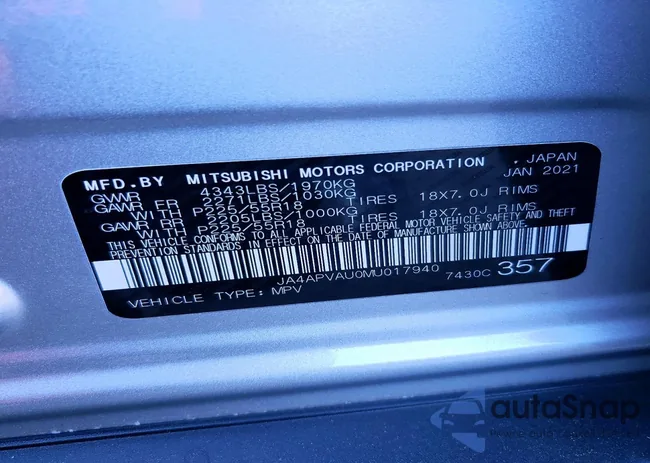 MFD.BY MITSUBISHI MOTORS CORPORATION , JAPAN
JAN 2021
GVWR 4343LBS/1970KG
GAWR FR 2271LBS/1030KG
WITH P225/55R18 TIRES 18X7.0J RIMS
GAWR RR 2205LBS/1000KG
WITH P225/55R18 TIRES 18X7.0J RIMS
THIS VEHICLE CONFORMS TO ALL APPLICABLE FEDERAL MOTOR VEHICLE SAFETY AND THEFT
PREVENTION STANDARDS IN EFFECT ON THE DATE OF MANUFACTURE SHOWN ABOVE.
JA4APVAU0MU017940 7430C 357
VEHICLE TYPE: MPV
autoSnap